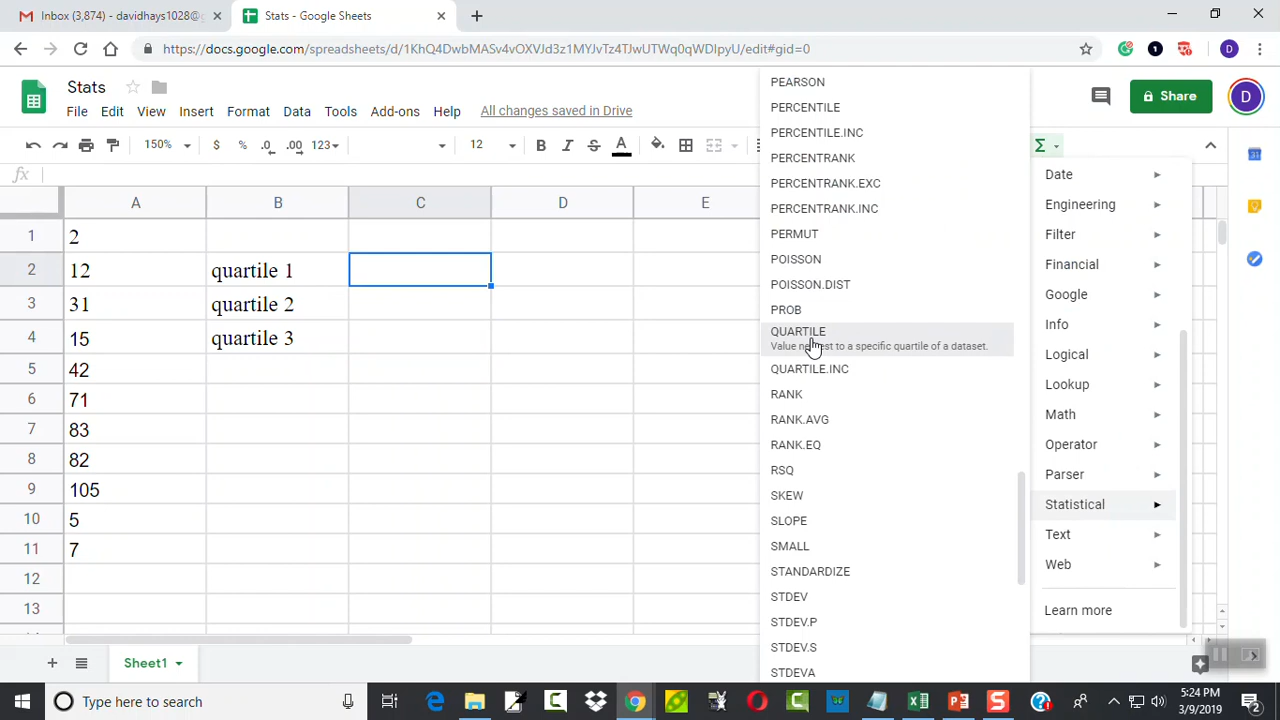 Inbox (3,874) - davidhays1028@
Stats - Google Sheets
https://docs.google.com/spreadsheets/d/1KhQ4DwbMASv4vOXVJd3z1MYJvTz4TJwUTWq0qWDIpyU/edit#gid=0
1
D
Stats
File Edit View Insert Format Data Tools Add-ons Help All changes saved in Drive
Share
D
150% $ % .0 .00 123 12 B I S A Σ
fx
A B C D E
1 2
2 12 quartile 1
3 31 quartile 2
4 15 quartile 3
5 42
6 71
7 83
8 82
9 105
10 5
11 7
12
13
PEARSON
PERCENTILE
PERCENTILE.INC
PERCENTRANK
PERCENTRANK.EXC
PERCENTRANK.INC
PERMUT
POISSON
POISSON.DIST
PROB
QUARTILE
Value nearest to a specific quartile of a dataset.
QUARTILE.INC
RANK
RANK.AVG
RANK.EQ
RSQ
SKEW
SLOPE
SMALL
STANDARDIZE
STDEV
STDEV.P
STDEV.S
STDEVA
Date
Engineering
Filter
Financial
Google
Info
Logical
Lookup
Math
Operator
Parser
Statistical
Text
Web
Learn more
Sheet1
Type here to search
5:24 PM
3/9/2019
2